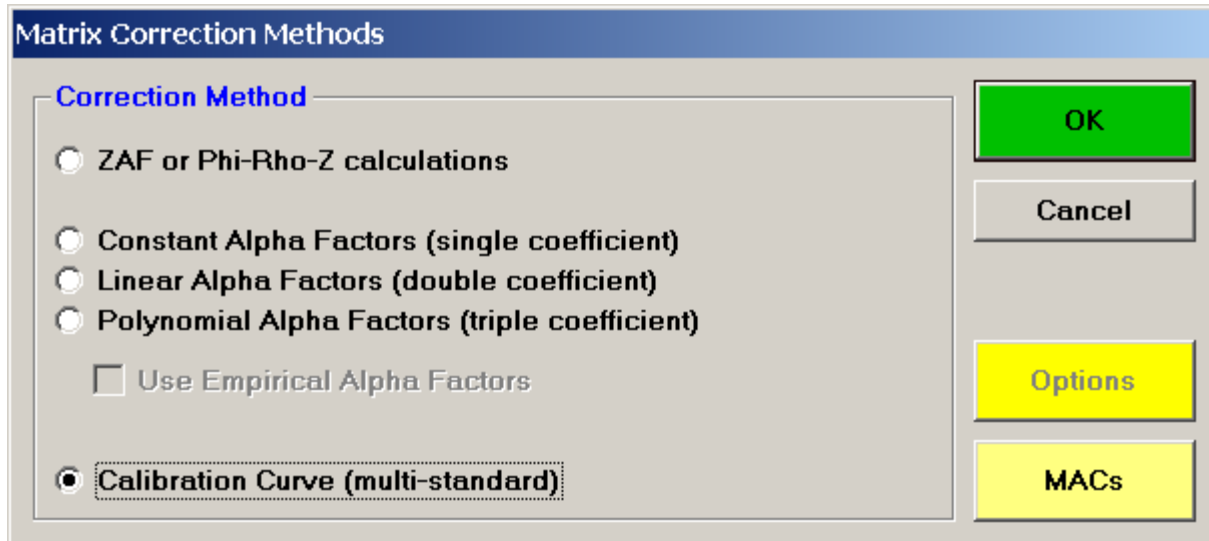 Matrix Correction Methods
Correction Method
ZAF or Phi-Rho-Z calculations
Constant Alpha Factors (single coefficient)
Linear Alpha Factors (double coefficient)
Polynomial Alpha Factors (triple coefficient)
Use Empirical Alpha Factors
Calibration Curve (multi-standard)
OK
Cancel
Options
MACs